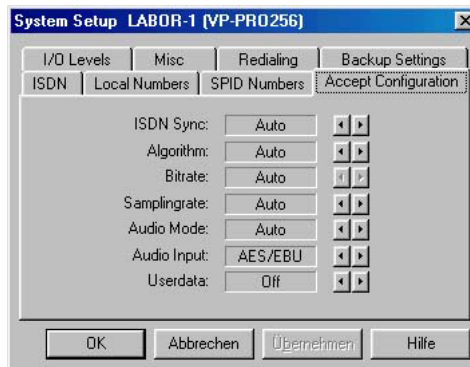 System Setup LABOR-1 (VP-PRO256)
I/O Levels Misc Redialing Backup Settings
ISDN Local Numbers SPID Numbers Accept Configuration
ISDN Sync: Auto
Algorithm: Auto
Bitrate: Auto
Samplingrate: Auto
Audio Mode: Auto
Audio Input: AES/EBU
Userdata: Off
OK Abbrechen Übernehmen Hilfe